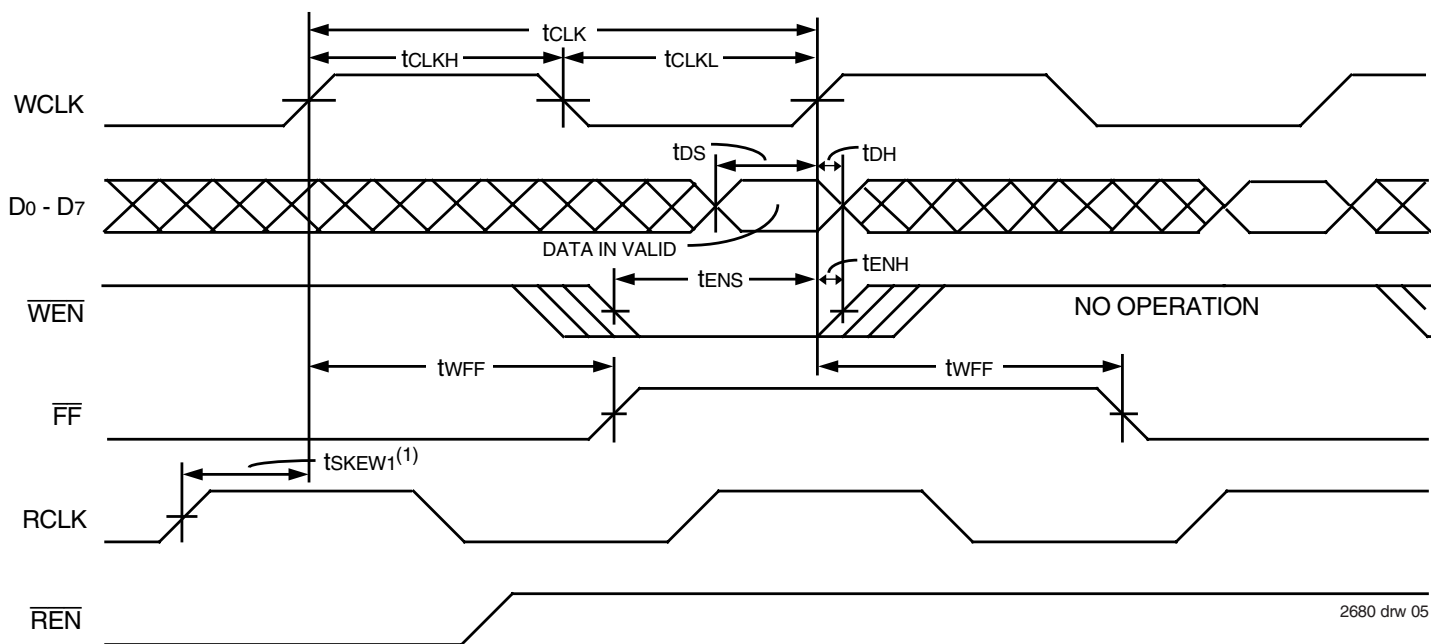 tCLK
tCLKH
tCLKL
WCLK
tDS
tDH
D0 - D7
DATA IN VALID
tENS
tENH
WEN
NO OPERATION
tWFF
tWFF
FF
tSKEW1(1)
RCLK
REN
2680 drw 05